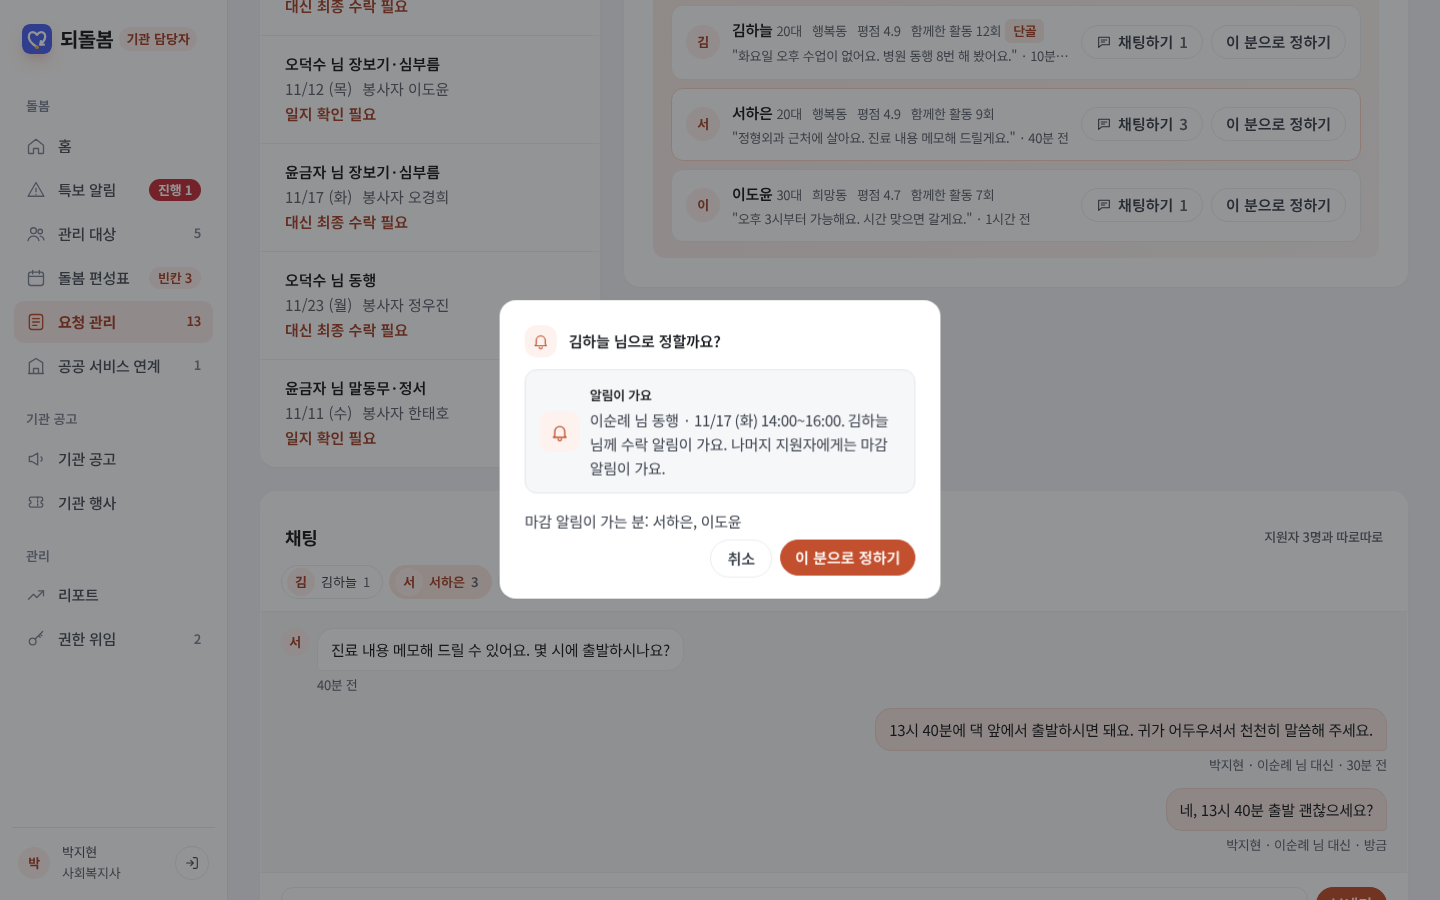 되돌봄 기관 담당자
돌봄
홈
특보 알림 진행 1
관리 대상 5
돌봄 편성표 빈칸 3
요청 관리 13
공공 서비스 연계 1
기관 공고
기관 공고
기관 행사
관리
리포트
권한 위임 2
박 박지현
사회복지사
대신 최종 수락 필요
오덕수 님 장보기·심부름
11/12 (목) 봉사자 이도윤
일지 확인 필요
윤금자 님 장보기·심부름
11/17 (화) 봉사자 오경희
대신 최종 수락 필요
오덕수 님 동행
11/23 (월) 봉사자 정우진
대신 최종 수락 필요
윤금자 님 말동무·정서
11/11 (수) 봉사자 한태호
일지 확인 필요
김 김하늘 20대 행복동 평점 4.9 함께한 활동 12회 단골
"화요일 오후 수업이 없어요. 병원 동행 8번 해 봤어요." · 10분…
채팅하기 1 이 분으로 정하기
서 서하은 20대 행복동 평점 4.9 함께한 활동 9회
"정형외과 근처에 살아요. 진료 내용 메모해 드릴게요." · 40분 전
채팅하기 3 이 분으로 정하기
이 이도윤 30대 희망동 평점 4.7 함께한 활동 7회
"오후 3시부터 가능해요. 시간 맞으면 갈게요." · 1시간 전
채팅하기 1 이 분으로 정하기
김하늘 님으로 정할까요?
알림이 가요
이순례 님 동행 · 11/17 (화) 14:00~16:00. 김하늘
님께 수락 알림이 가요. 나머지 지원자에게는 마감
알림이 가요.
마감 알림이 가는 분: 서하은, 이도윤
취소 이 분으로 정하기
채팅 지원자 3명과 따로따로
김 김하늘 1 서 서하은 3
서 진료 내용 메모해 드릴 수 있어요. 몇 시에 출발하시나요?
40분 전
13시 40분에 댁 앞에서 출발하시면 돼요. 귀가 어두우셔서 천천히 말씀해 주세요.
박지현 · 이순례 님 대신 · 30분 전
네, 13시 40분 출발 괜찮으세요?
박지현 · 이순례 님 대신 · 방금